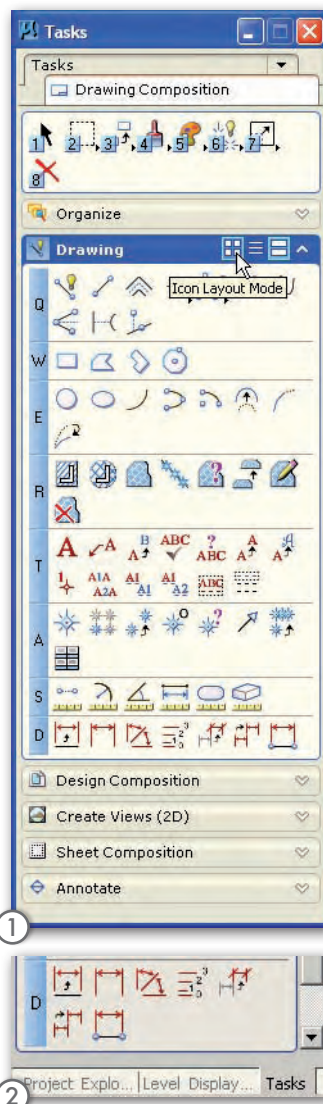 Tasks
Tasks
Drawing Composition
1 2 3 4 5 6 7
8
Organize
Drawing
Icon Layout Mode
Q
W
E
R
T
A
S
D
Design Composition
Create Views (2D)
Sheet Composition
Annotate
1
D
Project Explo... Level Display... Tasks
2